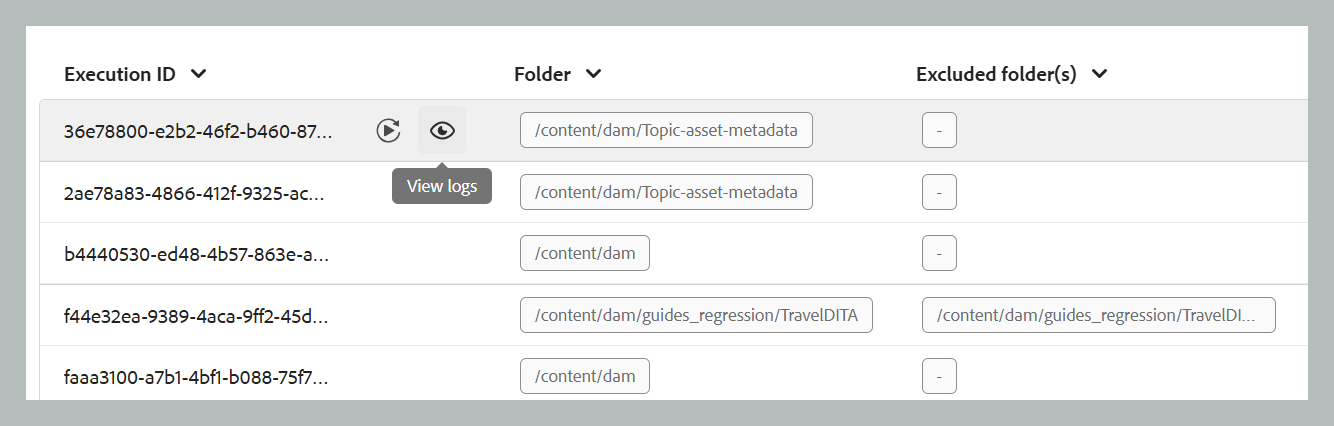 Execution ID Folder Excluded folder(s)
36e78800-e2b2-46f2-b460-87... /content/dam/Topic-asset-metadata -
View logs
2ae78a83-4866-412f-9325-ac... /content/dam/Topic-asset-metadata -
b4440530-ed48-4b57-863e-a... /content/dam -
f44e32ea-9389-4aca-9ff2-45d... /content/dam/guides_regression/TravelDITA /content/dam/guides_regression/TravelDI...
faaa3100-a7b1-4bf1-b088-75f7... /content/dam -